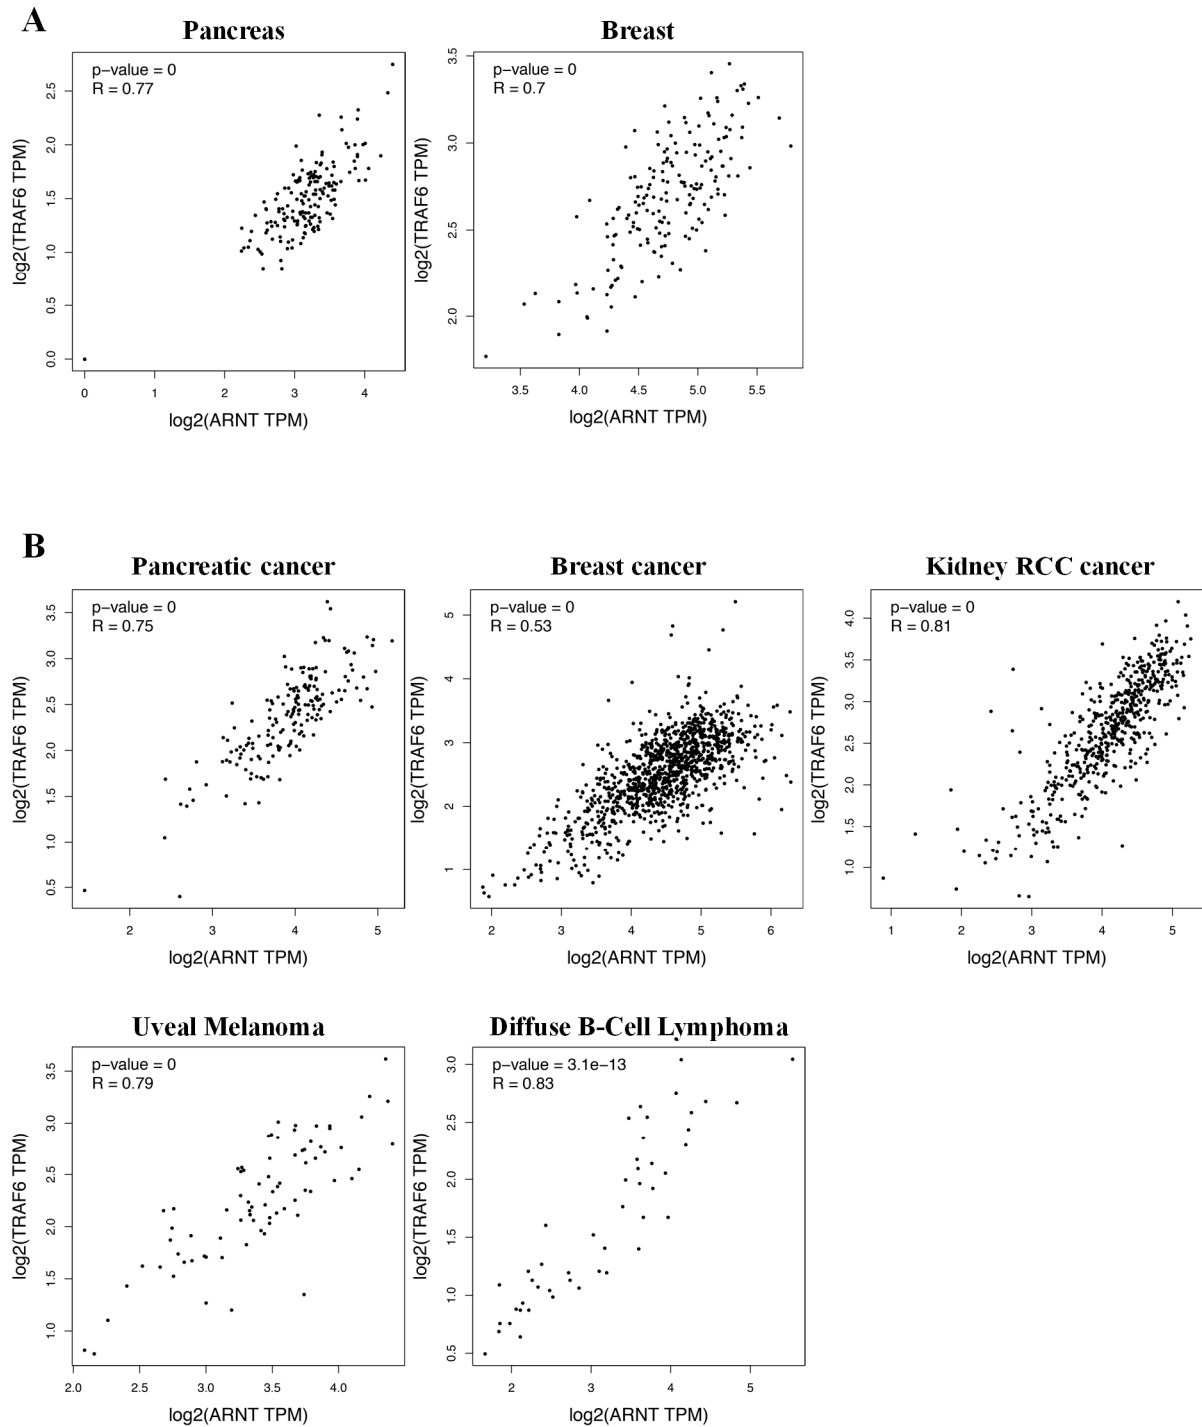 A
Pancreas
p−value = 0
R = 0.77
log2(TRAF6 TPM)
2.5
2.0
1.5
1.0
0.5
0.0
0 1 2 3 4
log2(ARNT TPM)
Breast
p−value = 0
R = 0.7
log2(TRAF6 TPM)
3.5
3.0
2.5
2.0
3.5 4.0 4.5 5.0 5.5
log2(ARNT TPM)
B
Pancreatic cancer
p−value = 0
R = 0.75
log2(TRAF6 TPM)
3.5
3.0
2.5
2.0
1.5
1.0
0.5
2 3 4 5
log2(ARNT TPM)
Breast cancer
p−value = 0
R = 0.53
log2(TRAF6 TPM)
5
4
3
2
1
2 3 4 5 6
log2(ARNT TPM)
Kidney RCC cancer
p−value = 0
R = 0.81
log2(TRAF6 TPM)
4.0
3.5
3.0
2.5
2.0
1.5
1.0
1 2 3 4 5
log2(ARNT TPM)
Uveal Melanoma
p−value = 0
R = 0.79
log2(TRAF6 TPM)
3.5
3.0
2.5
2.0
1.5
1.0
2.0 2.5 3.0 3.5 4.0
log2(ARNT TPM)
Diffuse B-Cell Lymphoma
p−value = 3.1e−13
R = 0.83
log2(TRAF6 TPM)
3.0
2.5
2.0
1.5
1.0
0.5
2 3 4 5
log2(ARNT TPM)